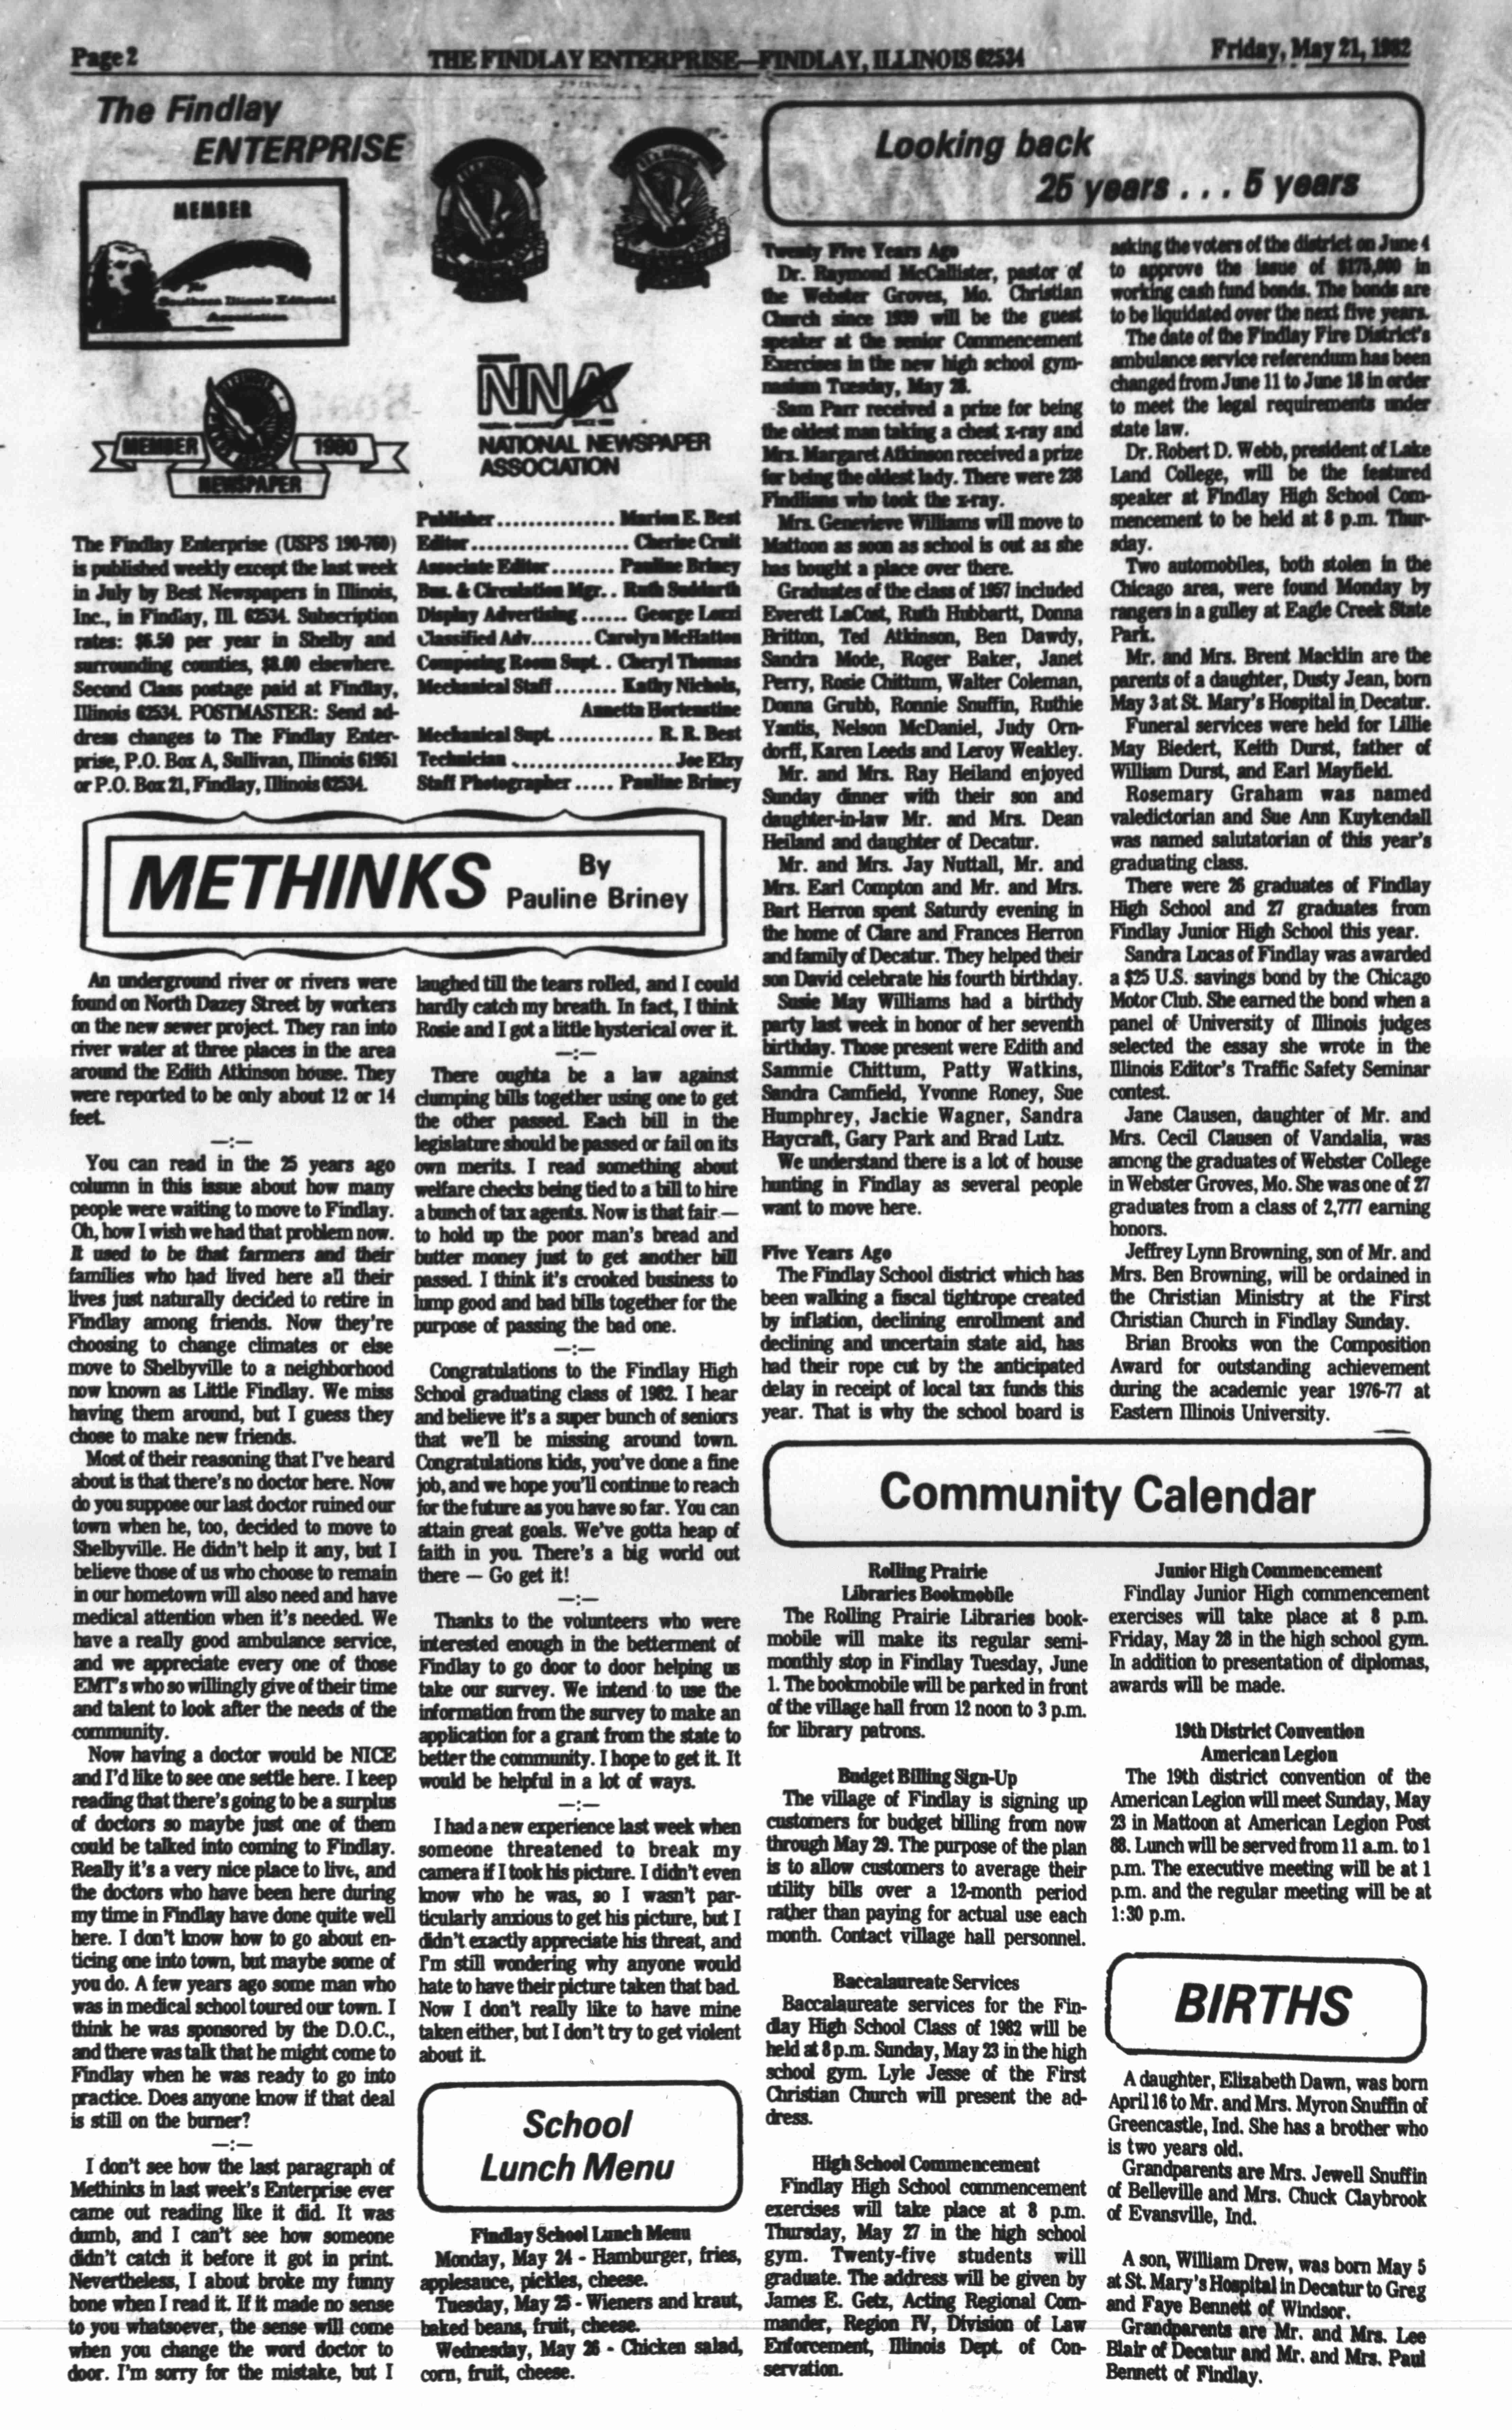 Page 2
THE FINDLAY ENTERPRISE—FINDLAY, ILLINOIS 62534
Friday, May 21, 1982
The Findlay
ENTERPRISE
MEMBER
Southern Illinois Editorial
Association
MEMBER
1980
NEWSPAPER
NNA
NATIONAL NEWSPAPER
ASSOCIATION
The Findlay Enterprise (USPS 190-760)
is published weekly except the last week
in July by Best Newspapers in Illinois,
Inc., in Findlay, Ill. 62534. Subscription
rates: $6.50 per year in Shelby and
surrounding counties, $8.00 elsewhere.
Second Class postage paid at Findlay,
Illinois 62534. POSTMASTER: Send ad-
dress changes to The Findlay Enter-
prise, P.O. Box A, Sullivan, Illinois 61951
or P.O. Box 21, Findlay, Illinois 62534.
Publisher............... Marion E. Best
Editor.................... Cherise Cruit
Associate Editor........ Pauline Briney
Bus. & Circulation Mgr.. Ruth Suddarth
Display Advertising...... George Lozzi
Classified Adv........ Carolyn McHatton
Composing Room Supt.. Cheryl Thomas
Mechanical Staff........ Kathy Nichols,
Annetta Hortenstine
Mechanical Supt............. R. R. Best
Technician..................... Joe Elzy
Staff Photographer..... Pauline Briney
METHINKS
By
Pauline Briney
An underground river or rivers were
found on North Dazey Street by workers
on the new sewer project. They ran into
river water at three places in the area
around the Edith Atkinson house. They
were reported to be only about 12 or 14
feet.
—:—
You can read in the 25 years ago
column in this issue about how many
people were waiting to move to Findlay.
Oh, how I wish we had that problem now.
It used to be that farmers and their
families who had lived here all their
lives just naturally decided to retire in
Findlay among friends. Now they're
choosing to change climates or else
move to Shelbyville to a neighborhood
now known as Little Findlay. We miss
having them around, but I guess they
chose to make new friends.
Most of their reasoning that I've heard
about is that there's no doctor here. Now
do you suppose our last doctor ruined our
town when he, too, decided to move to
Shelbyville. He didn't help it any, but I
believe those of us who choose to remain
in our hometown will also need and have
medical attention when it's needed. We
have a really good ambulance service,
and we appreciate every one of those
EMT's who so willingly give of their time
and talent to look after the needs of the
community.
Now having a doctor would be NICE
and I'd like to see one settle here. I keep
reading that there's going to be a surplus
of doctors so maybe just one of them
could be talked into coming to Findlay.
Really it's a very nice place to live, and
the doctors who have been here during
my time in Findlay have done quite well
here. I don't know how to go about en-
ticing one into town, but maybe some of
you do. A few years ago some man who
was in medical school toured our town. I
think he was sponsored by the D.O.C.,
and there was talk that he might come to
Findlay when he was ready to go into
practice. Does anyone know if that deal
is still on the burner?
—:—
I don't see how the last paragraph of
Methinks in last week's Enterprise ever
came out reading like it did. It was
dumb, and I can't see how someone
didn't catch it before it got in print.
Nevertheless, I about broke my funny
bone when I read it. If it made no sense
to you whatsoever, the sense will come
when you change the word doctor to
door. I'm sorry for the mistake, but I
laughed till the tears rolled, and I could
hardly catch my breath. In fact, I think
Rosie and I got a little hysterical over it.
—:—
There oughta be a law against
clumping bills together using one to get
the other passed. Each bill in the
legislature should be passed or fail on its
own merits. I read something about
welfare checks being tied to a bill to hire
a bunch of tax agents. Now is that fair —
to hold up the poor man's bread and
butter money just to get another bill
passed. I think it's crooked business to
lump good and bad bills together for the
purpose of passing the bad one.
—:—
Congratulations to the Findlay High
School graduating class of 1982. I hear
and believe it's a super bunch of seniors
that we'll be missing around town.
Congratulations kids, you've done a fine
job, and we hope you'll continue to reach
for the future as you have so far. You can
attain great goals. We've gotta heap of
faith in you. There's a big world out
there — Go get it!
—:—
Thanks to the volunteers who were
interested enough in the betterment of
Findlay to go door to door helping us
take our survey. We intend to use the
information from the survey to make an
application for a grant from the state to
better the community. I hope to get it. It
would be helpful in a lot of ways.
—:—
I had a new experience last week when
someone threatened to break my
camera if I took his picture. I didn't even
know who he was, so I wasn't par-
ticularly anxious to get his picture, but I
didn't exactly appreciate his threat, and
I'm still wondering why anyone would
hate to have their picture taken that bad.
Now I don't really like to have mine
taken either, but I don't try to get violent
about it.
School
Lunch Menu
Findlay School Lunch Menu
Monday, May 24 - Hamburger, fries,
applesauce, pickles, cheese.
Tuesday, May 25 - Wieners and kraut,
baked beans, fruit, cheese.
Wednesday, May 26 - Chicken salad,
corn, fruit, cheese.
Looking back
25 years . . . 5 years
Twenty Five Years Ago
Dr. Raymond McCallister, pastor of
the Webster Groves, Mo. Christian
Church since 1939 will be the guest
speaker at the senior Commencement
Exercises in the new high school gym-
nasium Tuesday, May 28.
Sam Parr received a prize for being
the oldest man taking a chest x-ray and
Mrs. Margaret Atkinson received a prize
for being the oldest lady. There were 238
Findlians who took the x-ray.
Mrs. Genevieve Williams will move to
Mattoon as soon as school is out as she
has bought a place over there.
Graduates of the class of 1957 included
Everett LaCost, Ruth Hubbartt, Donna
Britton, Ted Atkinson, Ben Dawdy,
Sandra Mode, Roger Baker, Janet
Perry, Rosie Chittum, Walter Coleman,
Donna Grubb, Ronnie Snuffin, Ruthie
Yantis, Nelson McDaniel, Judy Orn-
dorff, Karen Leeds and Leroy Weakley.
Mr. and Mrs. Ray Heiland enjoyed
Sunday dinner with their son and
daughter-in-law Mr. and Mrs. Dean
Heiland and daughter of Decatur.
Mr. and Mrs. Jay Nuttall, Mr. and
Mrs. Earl Compton and Mr. and Mrs.
Bart Herron spent Saturdy evening in
the home of Clare and Frances Herron
and family of Decatur. They helped their
son David celebrate his fourth birthday.
Susie May Williams had a birthdy
party last week in honor of her seventh
birthday. Those present were Edith and
Sammie Chittum, Patty Watkins,
Sandra Camfield, Yvonne Roney, Sue
Humphrey, Jackie Wagner, Sandra
Haycraft, Gary Park and Brad Lutz.
We understand there is a lot of house
hunting in Findlay as several people
want to move here.
Five Years Ago
The Findlay School district which has
been walking a fiscal tightrope created
by inflation, declining enrollment and
declining and uncertain state aid, has
had their rope cut by the anticipated
delay in receipt of local tax funds this
year. That is why the school board is
asking the voters of the district on June 4
to approve the issue of $175,000 in
working cash fund bonds. The bonds are
to be liquidated over the next five years.
The date of the Findlay Fire District's
ambulance service referendum has been
changed from June 11 to June 18 in order
to meet the legal requirements under
state law.
Dr. Robert D. Webb, president of Lake
Land College, will be the featured
speaker at Findlay High School Com-
mencement to be held at 8 p.m. Thur-
sday.
Two automobiles, both stolen in the
Chicago area, were found Monday by
rangers in a gulley at Eagle Creek State
Park.
Mr. and Mrs. Brent Macklin are the
parents of a daughter, Dusty Jean, born
May 3 at St. Mary's Hospital in Decatur.
Funeral services were held for Lillie
May Biedert, Keith Durst, father of
William Durst, and Earl Mayfield.
Rosemary Graham was named
valedictorian and Sue Ann Kuykendall
was named salutatorian of this year's
graduating class.
There were 26 graduates of Findlay
High School and 27 graduates from
Findlay Junior High School this year.
Sandra Lucas of Findlay was awarded
a $25 U.S. savings bond by the Chicago
Motor Club. She earned the bond when a
panel of University of Illinois judges
selected the essay she wrote in the
Illinois Editor's Traffic Safety Seminar
contest.
Jane Clausen, daughter of Mr. and
Mrs. Cecil Clausen of Vandalia, was
among the graduates of Webster College
in Webster Groves, Mo. She was one of 27
graduates from a class of 2,777 earning
honors.
Jeffrey Lynn Browning, son of Mr. and
Mrs. Ben Browning, will be ordained in
the Christian Ministry at the First
Christian Church in Findlay Sunday.
Brian Brooks won the Composition
Award for outstanding achievement
during the academic year 1976-77 at
Eastern Illinois University.
Community Calendar
Rolling Prairie
Libraries Bookmobile
The Rolling Prairie Libraries book-
mobile will make its regular semi-
monthly stop in Findlay Tuesday, June
1. The bookmobile will be parked in front
of the village hall from 12 noon to 3 p.m.
for library patrons.
Budget Billing Sign-Up
The village of Findlay is signing up
customers for budget billing from now
through May 29. The purpose of the plan
is to allow customers to average their
utility bills over a 12-month period
rather than paying for actual use each
month. Contact village hall personnel.
Baccalaureate Services
Baccalaureate services for the Fin-
dlay High School Class of 1982 will be
held at 8 p.m. Sunday, May 23 in the high
school gym. Lyle Jesse of the First
Christian Church will present the ad-
dress.
High School Commencement
Findlay High School commencement
exercises will take place at 8 p.m.
Thursday, May 27 in the high school
gym. Twenty-five students will
graduate. The address will be given by
James E. Getz, Acting Regional Com-
mander, Region IV, Division of Law
Enforcement, Illinois Dept. of Con-
servation.
Junior High Commencement
Findlay Junior High commencement
exercises will take place at 8 p.m.
Friday, May 28 in the high school gym.
In addition to presentation of diplomas,
awards will be made.
19th District Convention
American Legion
The 19th district convention of the
American Legion will meet Sunday, May
23 in Mattoon at American Legion Post
88. Lunch will be served from 11 a.m. to 1
p.m. The executive meeting will be at 1
p.m. and the regular meeting will be at
1:30 p.m.
BIRTHS
A daughter, Elizabeth Dawn, was born
April 16 to Mr. and Mrs. Myron Snuffin of
Greencastle, Ind. She has a brother who
is two years old.
Grandparents are Mrs. Jewell Snuffin
of Belleville and Mrs. Chuck Claybrook
of Evansville, Ind.
A son, William Drew, was born May 5
at St. Mary's Hospital in Decatur to Greg
and Faye Bennett of Windsor.
Grandparents are Mr. and Mrs. Lee
Blair of Decatur and Mr. and Mrs. Paul
Bennett of Findlay.